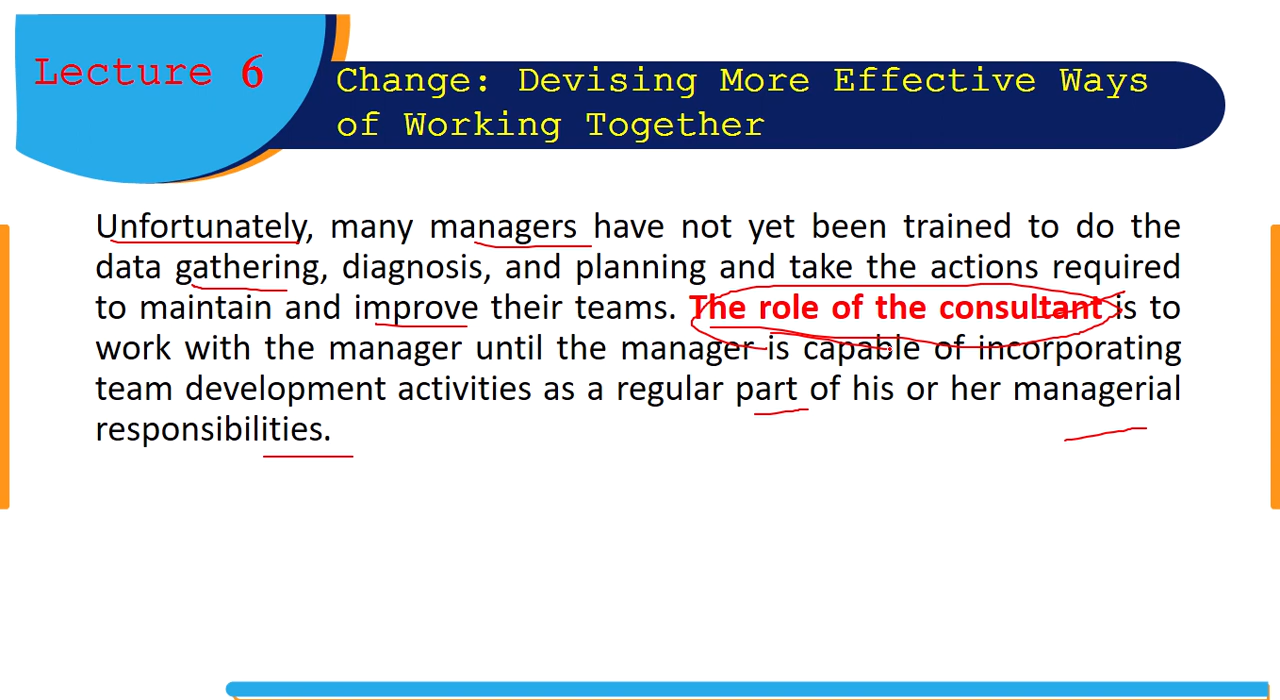 Lecture 6
Change: Devising More Effective Ways
of Working Together
Unfortunately, many managers have not yet been trained to do the
data gathering, diagnosis, and planning and take the actions required
to maintain and improve their teams. The role of the consultant is to
work with the manager until the manager is capable of incorporating
team development activities as a regular part of his or her managerial
responsibilities.